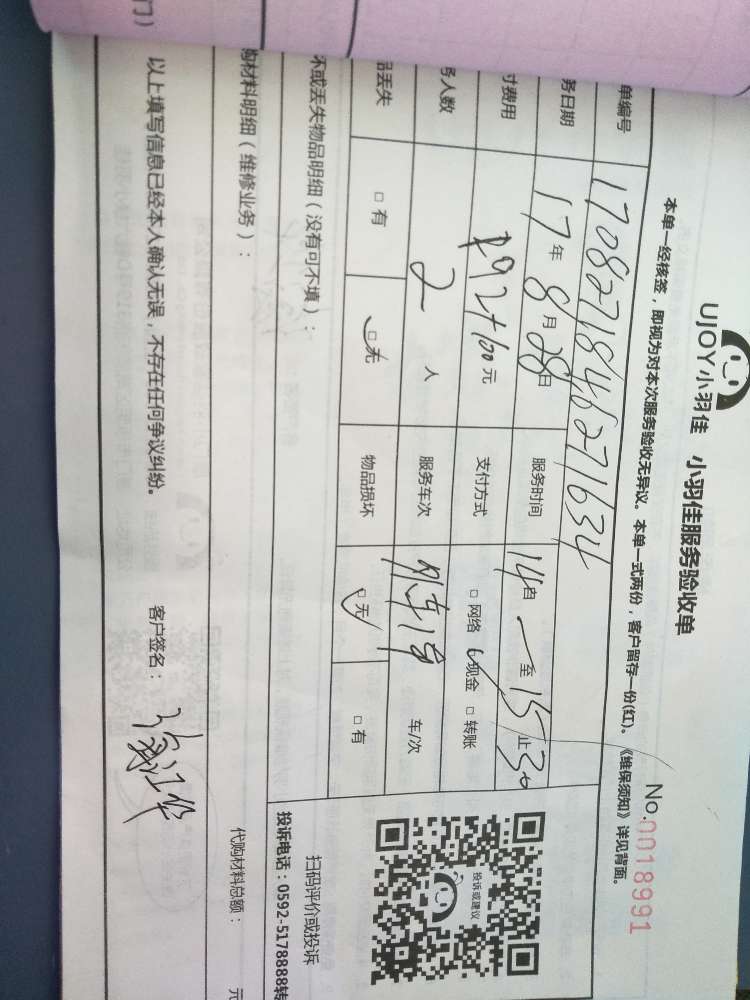 UJOY小羽佳 小羽佳服务验收单
No.0018991
本单一经核签，即视为对本次服务验收无异议。本单一式两份，客户留存一份(红)。《维保须知》详见背面。
单编号 1708271846271634
务日期 17年8月28日 服务时间 14自 — 至 15止30
付费用 元 支付方式 □网络 □现金 □转账
务人数 2人 服务车次 车/次
品丢失 □有 □无 物品损坏 □无 □有
坏或丢失物品明细（没有可不填）：
投诉或建议
扫码评价或投诉
投诉电话：0592-5178888转
购材料明细（维修业务）：
代购材料总额： 元
以上填写信息已经本人确认无误，不存在任何争议纠纷。 客户签名：